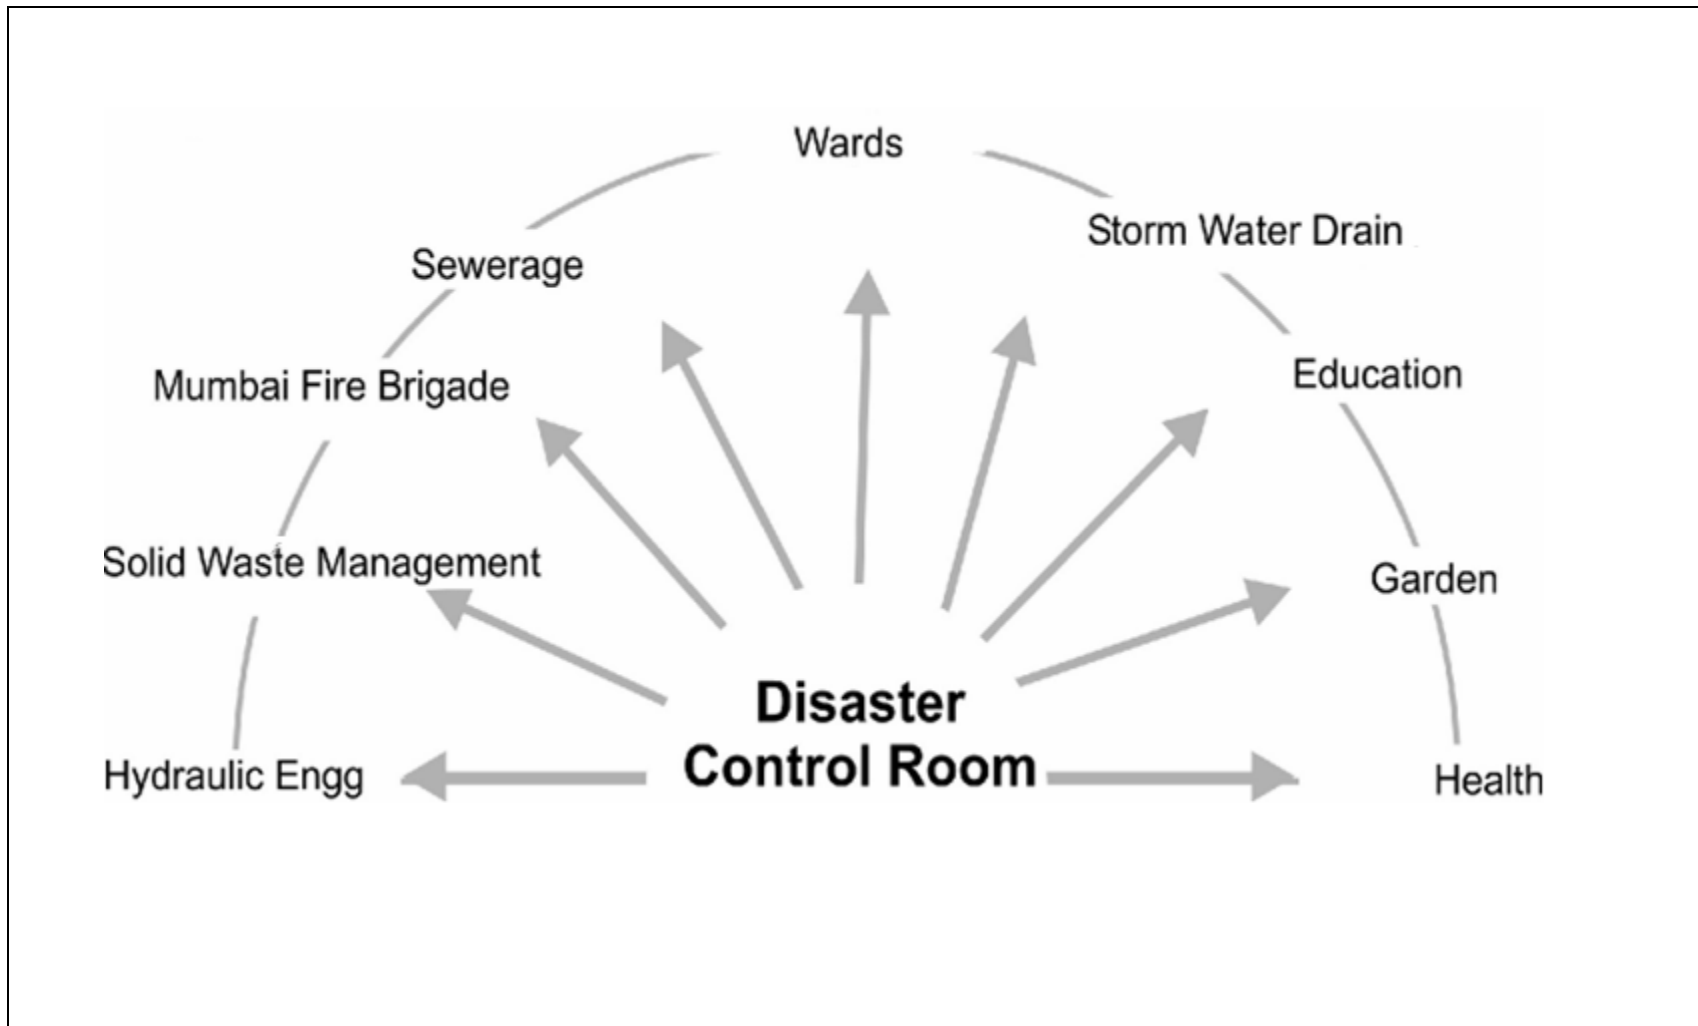 Wards
Storm Water Drain
Sewerage
Education
Mumbai Fire Brigade
Solid Waste Management
Garden
Disaster
Control Room
Hydraulic Engg
Health